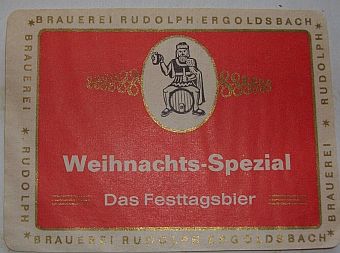 BRAUEREI RUDOLPH ERGOLDSBACH
BRAUEREI RUDOLPH
Weihnachts-Spezial
Das Festtagsbier
BRAUEREI RUDOLPH
BRAUEREI RUDOLPH ERGOLDSBACH